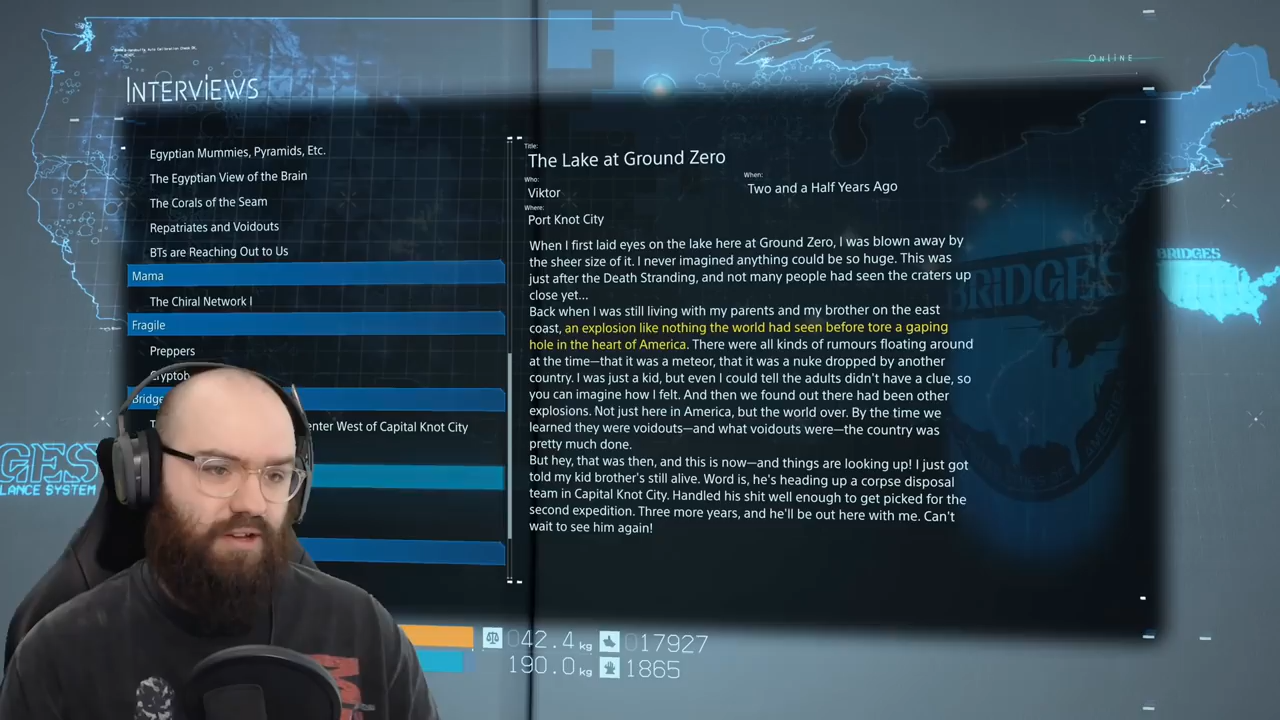 ONLINE
INTERVIEWS
Egyptian Mummies, Pyramids, Etc.
The Egyptian View of the Brain
The Corals of the Seam
Repatriates and Voidouts
BTs are Reaching Out to Us
Mama
The Chiral Network I
Fragile
Preppers
Cryptob
Bridge
enter West of Capital Knot City
Title:
The Lake at Ground Zero
Who:
Viktor
When:
Two and a Half Years Ago
Where:
Port Knot City
When I first laid eyes on the lake here at Ground Zero, I was blown away by
the sheer size of it. I never imagined anything could be so huge. This was
just after the Death Stranding, and not many people had seen the craters up
close yet...
Back when I was still living with my parents and my brother on the east
coast, an explosion like nothing the world had seen before tore a gaping
hole in the heart of America. There were all kinds of rumours floating around
at the time—that it was a meteor, that it was a nuke dropped by another
country. I was just a kid, but even I could tell the adults didn't have a clue, so
you can imagine how I felt. And then we found out there had been other
explosions. Not just here in America, but the world over. By the time we
learned they were voidouts—and what voidouts were—the country was
pretty much done.
But hey, that was then, and this is now—and things are looking up! I just got
told my kid brother's still alive. Word is, he's heading up a corpse disposal
team in Capital Knot City. Handled his shit well enough to get picked for the
second expedition. Three more years, and he'll be out here with me. Can't
wait to see him again!
BRIDGES
BRIDGES
GES
LANCE SYSTEM
042.4 kg
017927
190.0 kg
1865